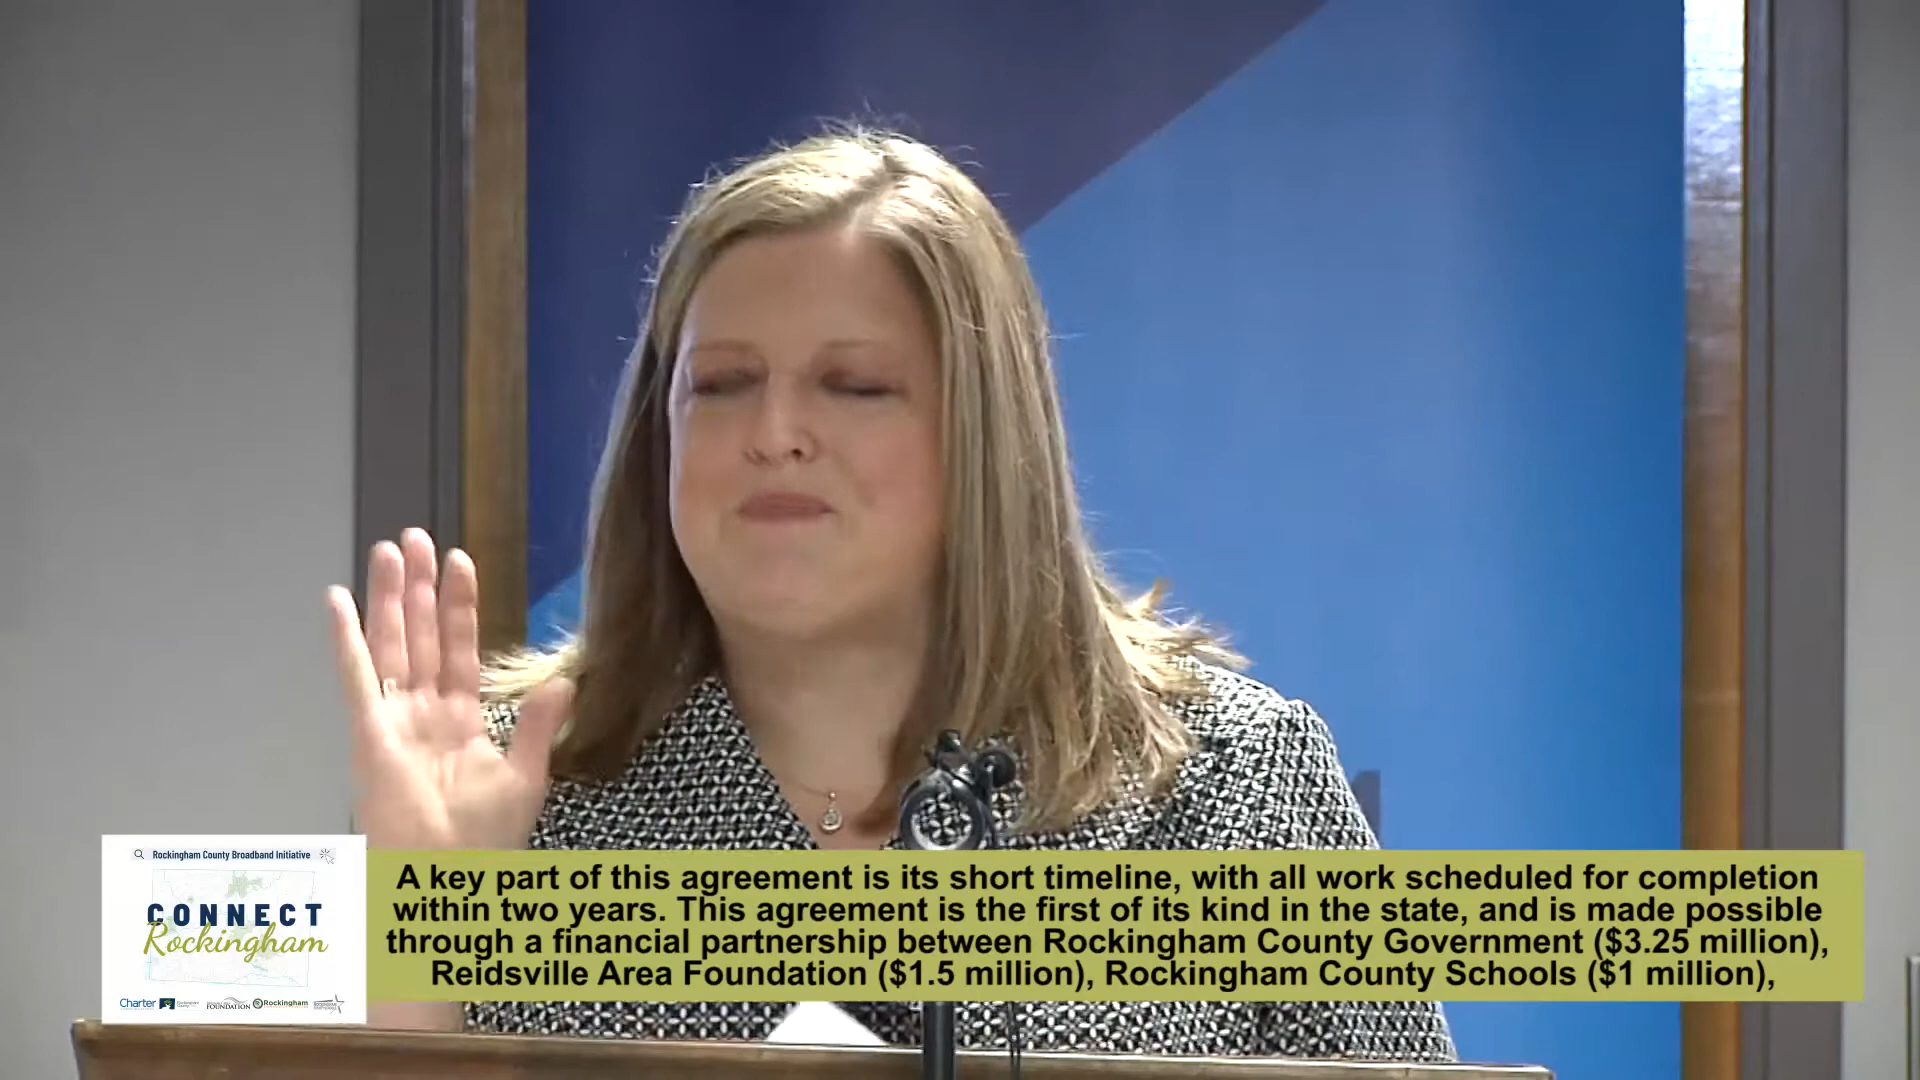 Rockingham County Broadband Initiative
CONNECT
Rockingham
Charter
FOUNDATION
Rockingham
A key part of this agreement is its short timeline, with all work scheduled for completion
within two years. This agreement is the first of its kind in the state, and is made possible
through a financial partnership between Rockingham County Government ($3.25 million),
Reidsville Area Foundation ($1.5 million), Rockingham County Schools ($1 million),